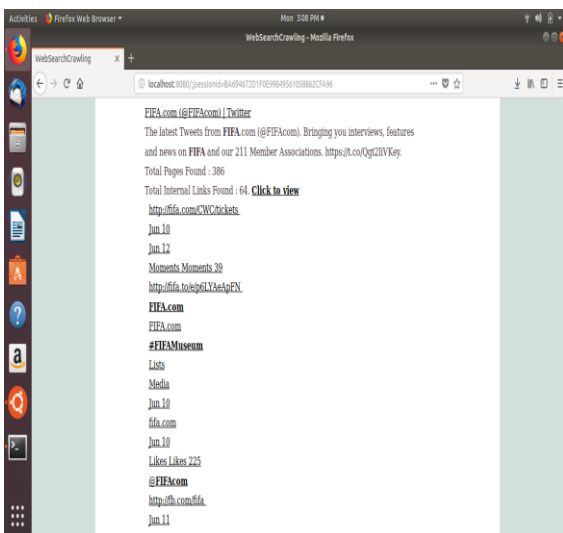 Activities Firefox Web Browser Mon 3:08 PM
WebSearchCrawling - Mozilla Firefox
WebSearchCrawling
localhost:8080/;jsessionid=BA694672D1F0E99849561058862CFA96
FIFA.com (@FIFAcom) | Twitter
The latest Tweets from FIFA.com (@FIFAcom). Bringing you interviews, features
and news on FIFA and our 211 Member Associations. https://t.co/Qgt2IiVKey.
Total Pages Found : 386
Total Internal Links Found : 64. Click to view
http://fifa.com/CWC/tickets
Jun 10
Jun 12
Moments Moments 39
http://fifa.to/e/p6LYAeApFN
FIFA.com
FIFA.com
#FIFAMuseum
Lists
Media
Jun 10
fifa.com
Jun 10
Likes Likes 225
@FIFAcom
http://fb.com/fifa
Jun 11